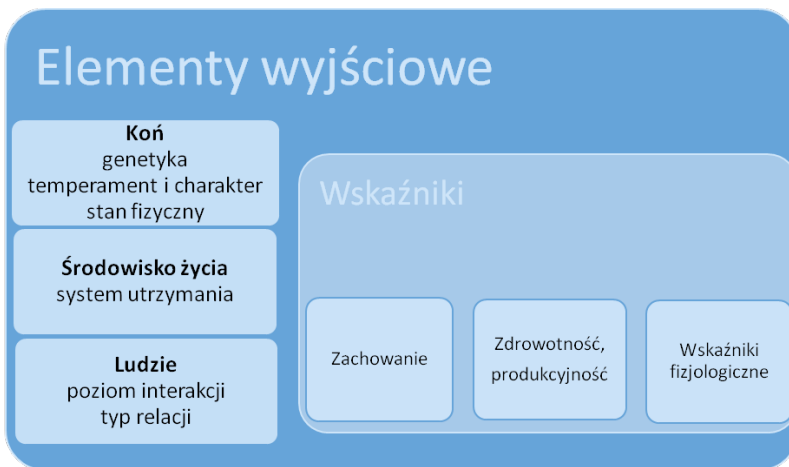 Elementy wyjściowe
Koń
genetyka
temperament i charakter
stan fizyczny
Środowisko życia
system utrzymania
Ludzie
poziom interakcji
typ relacji
Wskaźniki
Zachowanie
Zdrowotność,
produkcyjność
Wskaźniki
fizjologiczne